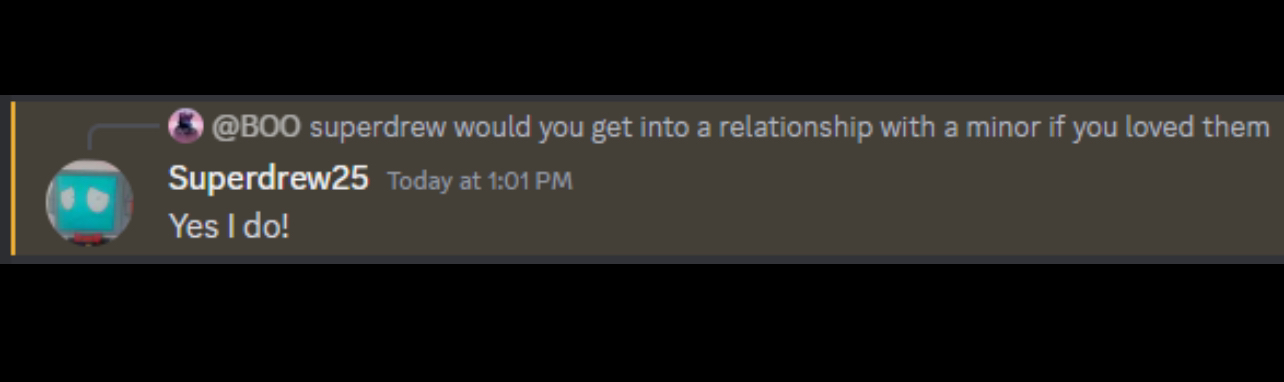 @BOO superdrew would you get into a relationship with a minor if you loved them
Superdrew25 Today at 1:01 PM
Yes I do!